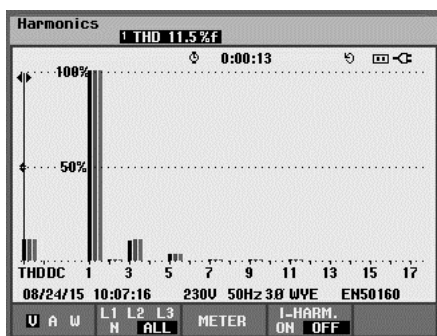 Harmonics
1 THD 11.5%f
0:00:13
100%
50%
THDDC 1 3 5 7 9 11 13 15 17
08/24/15 10:07:16 230V 50Hz 3Ø WYE EN50160
U A W L1 L2 L3 N ALL METER I-HARM. ON OFF